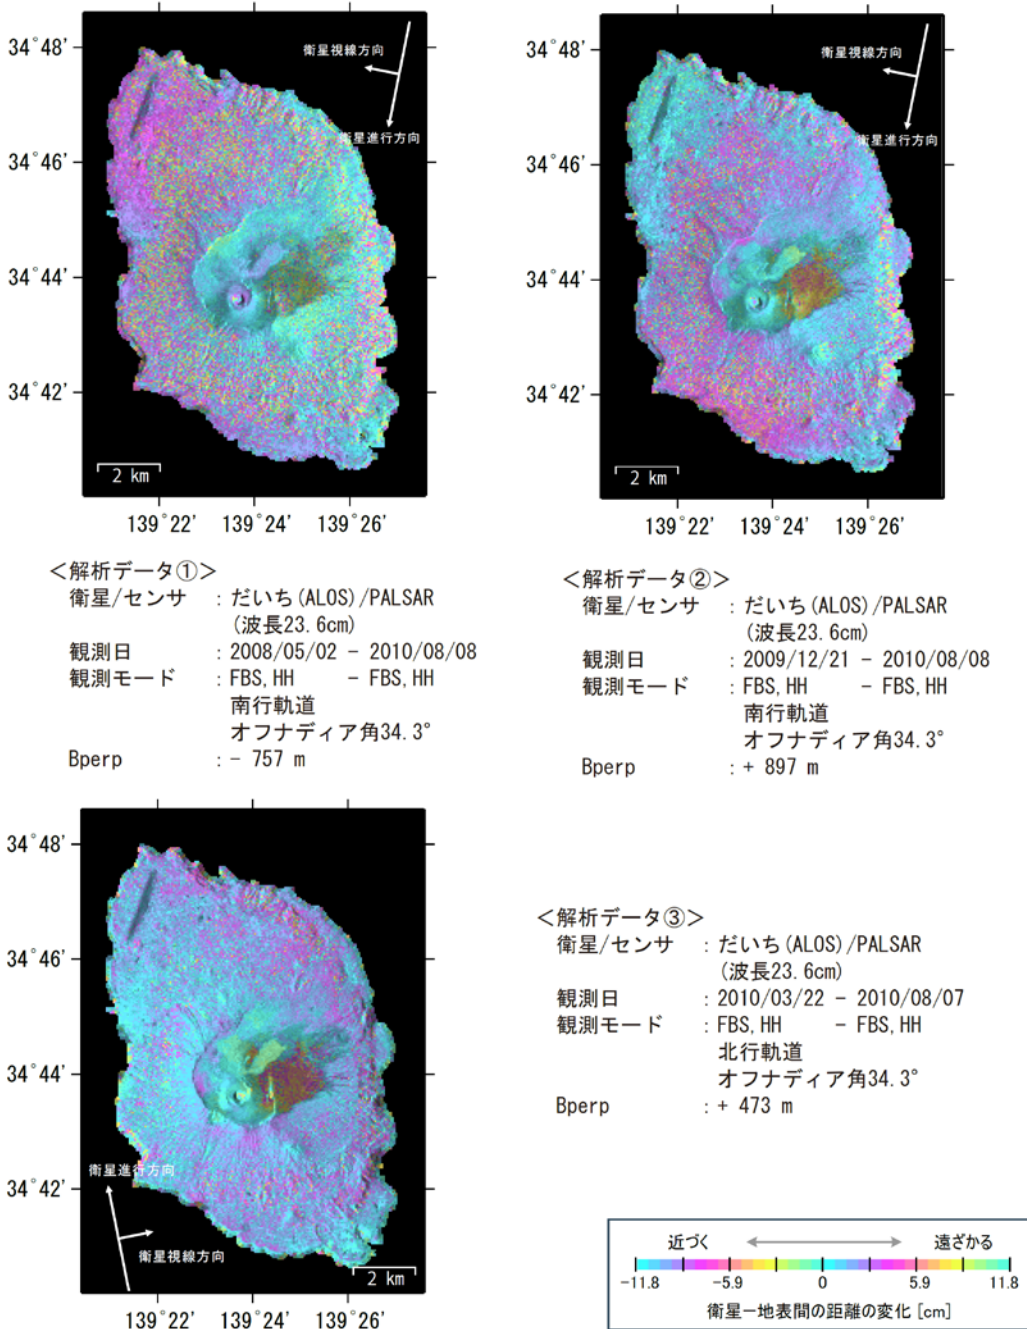 34°48'
34°46'
34°44'
34°42'
衛星視線方向
衛星進行方向
2 km
139°22' 139°24' 139°26'
34°48'
34°46'
34°44'
34°42'
衛星視線方向
衛星進行方向
2 km
139°22' 139°24' 139°26'
＜解析データ①＞
衛星/センサ : だいち(ALOS)/PALSAR
(波長23.6cm)
観測日 : 2008/05/02 - 2010/08/08
観測モード : FBS,HH - FBS,HH
南行軌道
オフナディア角34.3°
Bperp : - 757 m
＜解析データ②＞
衛星/センサ : だいち(ALOS)/PALSAR
(波長23.6cm)
観測日 : 2009/12/21 - 2010/08/08
観測モード : FBS,HH - FBS,HH
南行軌道
オフナディア角34.3°
Bperp : + 897 m
34°48'
34°46'
34°44'
34°42'
衛星進行方向
衛星視線方向
2 km
139°22' 139°24' 139°26'
＜解析データ③＞
衛星/センサ : だいち(ALOS)/PALSAR
(波長23.6cm)
観測日 : 2010/03/22 - 2010/08/07
観測モード : FBS,HH - FBS,HH
北行軌道
オフナディア角34.3°
Bperp : + 473 m
近づく 遠ざかる
-11.8 -5.9 0 5.9 11.8
衛星－地表間の距離の変化 [cm]